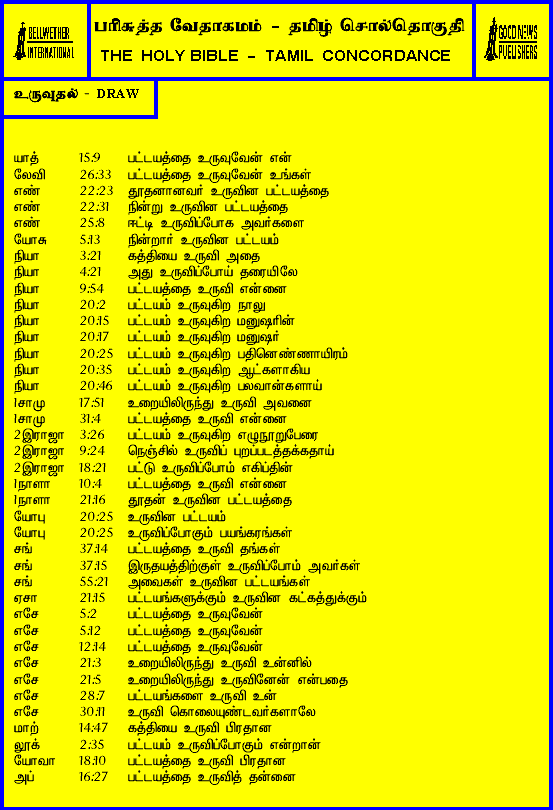 BELLWETHER INTERNATIONAL
பரிசுத்த வேதாகமம் - தமிழ் சொல்தொகுதி
THE HOLY BIBLE - TAMIL CONCORDANCE
GOOD NEWS PUBLISHERS
உருவுதல் - DRAW
யாத் 15:9 பட்டயத்தை உருவுவேன் என்
லேவி 26:33 பட்டயத்தை உருவுவேன் உங்கள்
எண் 22:23 தூதனானவர் உருவின பட்டயத்தை
எண் 22:31 நின்று உருவின பட்டயத்தை
எண் 25:8 ஈட்டி உருவிப்போக அவர்களை
யோசு 5:13 நின்றார் உருவின பட்டயம்
நியா 3:21 கத்தியை உருவி அதை
நியா 4:21 அது உருவிப்போய் தரையிலே
நியா 9:54 பட்டயத்தை உருவி என்னை
நியா 20:2 பட்டயம் உருவுகிற நாலு
நியா 20:15 பட்டயம் உருவுகிற மனுஷரின்
நியா 20:17 பட்டயம் உருவுகிற மனுஷர்
நியா 20:25 பட்டயம் உருவுகிற பதினெண்ணாயிரம்
நியா 20:35 பட்டயம் உருவுகிற ஆட்களாகிய
நியா 20:46 பட்டயம் உருவுகிற பலவான்களாய்
1சாமு 17:51 உறையிலிருந்து உருவி அவனை
1சாமு 31:4 பட்டயத்தை உருவி என்னை
2இராஜா 3:26 பட்டயம் உருவுகிற எழுநூறுபேரை
2இராஜா 9:24 நெஞ்சில் உருவிப் புறப்படத்தக்கதாய்
2இராஜா 18:21 பட்டு உருவிப்போம் எகிப்தின்
1நாளா 10:4 பட்டயத்தை உருவி என்னை
1நாளா 21:16 தூதன் உருவின பட்டயத்தை
யோபு 20:25 உருவின பட்டயம்
யோபு 20:25 உருவிப்போகும் பயங்கரங்கள்
சங் 37:14 பட்டயத்தை உருவி தங்கள்
சங் 37:15 இருதயத்திற்குள் உருவிப்போம் அவர்கள்
சங் 55:21 அவைகள் உருவின பட்டயங்கள்
ஏசா 21:15 பட்டயங்களுக்கும் உருவின கட்கத்துக்கும்
எசே 5:2 பட்டயத்தை உருவுவேன்
எசே 5:12 பட்டயத்தை உருவுவேன்
எசே 12:14 பட்டயத்தை உருவுவேன்
எசே 21:3 உறையிலிருந்து உருவி உன்னில்
எசே 21:5 உறையிலிருந்து உருவினேன் என்பதை
எசே 28:7 பட்டயங்களை உருவி உன்
எசே 30:11 உருவி கொலையுண்டவர்களாலே
மாற் 14:47 கத்தியை உருவி பிரதான
லூக் 2:35 பட்டயம் உருவிப்போகும் என்றான்
யோவா 18:10 பட்டயத்தை உருவி பிரதான
அப் 16:27 பட்டயத்தை உருவித் தன்னை